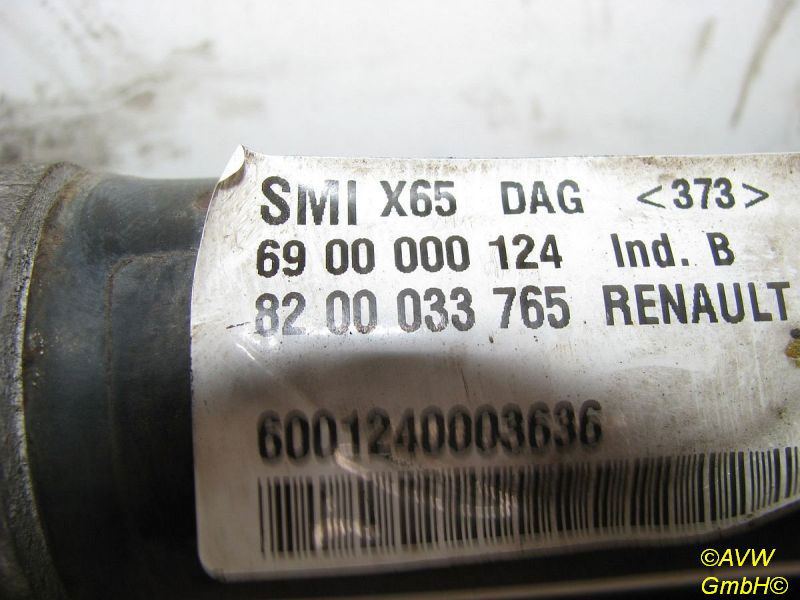 SMI X65 DAG <373>
69 00 000 124 Ind. B
82 00 033 765 RENAULT
6001240003636
©AVW
GmbH©